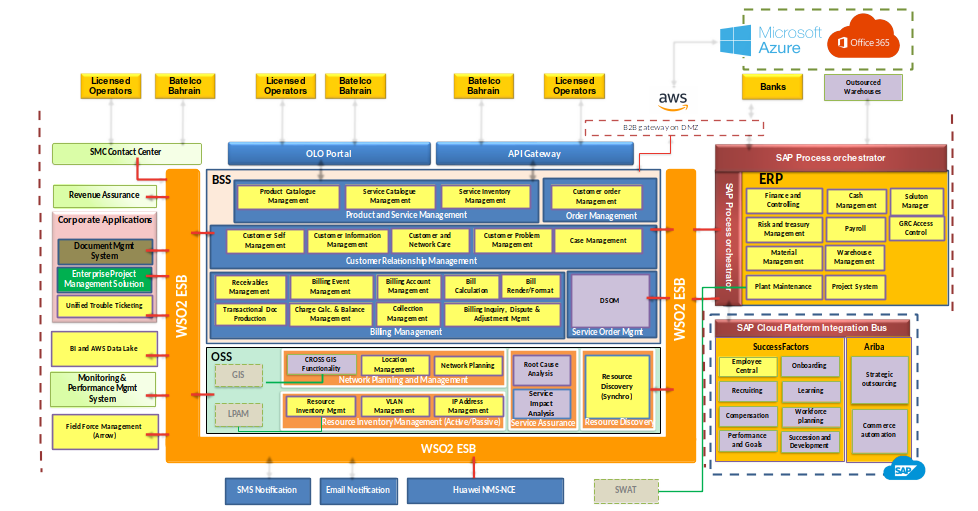 Microsoft
Azure
Office 365
Licensed
Operators
Batelco
Bahrain
Licensed
Operators
Batelco
Bahrain
Batelco
Bahrain
Licensed
Operators
aws
Banks
Outsourced
Warehouses
B2B gateway on DMZ
SMC Contact Center
OLO Portal
API Gateway
SAP Process orchestrator
Revenue Assurance
Corporate Applications
Document Mgmt
System
Enterprise Project
Management Solution
Unified Trouble Tickering
BI and AWS Data Lake
Monitoring &
Performance Mgmt
System
Field Force Management
(Arrow)
WSO2 ESB
BSS
Product Catalogue
Management
Service Catalogue
Management
Service Inventory
Management
Product and Service Management
Customer order
Management
Order Management
Customer Self
Management
Customer Information
Management
Customer and
Network Care
Customer Problem
Management
Case Management
Customer Relationship Management
Receivables
Management
Billing Event
Management
Billing Account
Management
Bill
Calculation
Bill
Render/Format
Transactional Doc
Production
Charge Calc. & Balance
Management
Collection
Management
Billing Inquiry, Dispute &
Adjustment Mgmt
Billing Management
DSOM
Service Order Mgmt
OSS
GIS
LPAM
CROSS GIS
Functionality
Location
Management
Network Planning
Network Planning and Management
Resource
Inventory Mgmt
VLAN
Management
IP Address
Management
Resource Inventory Management (Active/Passive)
Root Cause
Analysis
Service
Impact
Analysis
Service Assurance
Resource
Discovery
(Synchro)
Resource Discovery
WSO2 ESB
WSO2 ESB
SAP Process orchestrator
ERP
Finance and
Controlling
Cash
Management
Solution
Manager
Risk and treasury
Management
Payroll
GRC Access
Control
Material
Management
Warehouse
Management
Plant Maintenance
Project System
SAP Cloud Platform Integration Bus
SuccessFactors
Employee
Central
Onboarding
Recruiting
Learning
Compensation
Workforce
planning
Performance
and Goals
Succession and
Development
Ariba
Strategic
outsourcing
Commerce
automation
SAP
SMS Notification
Email Notification
Huawei NMS-NCE
SWAT